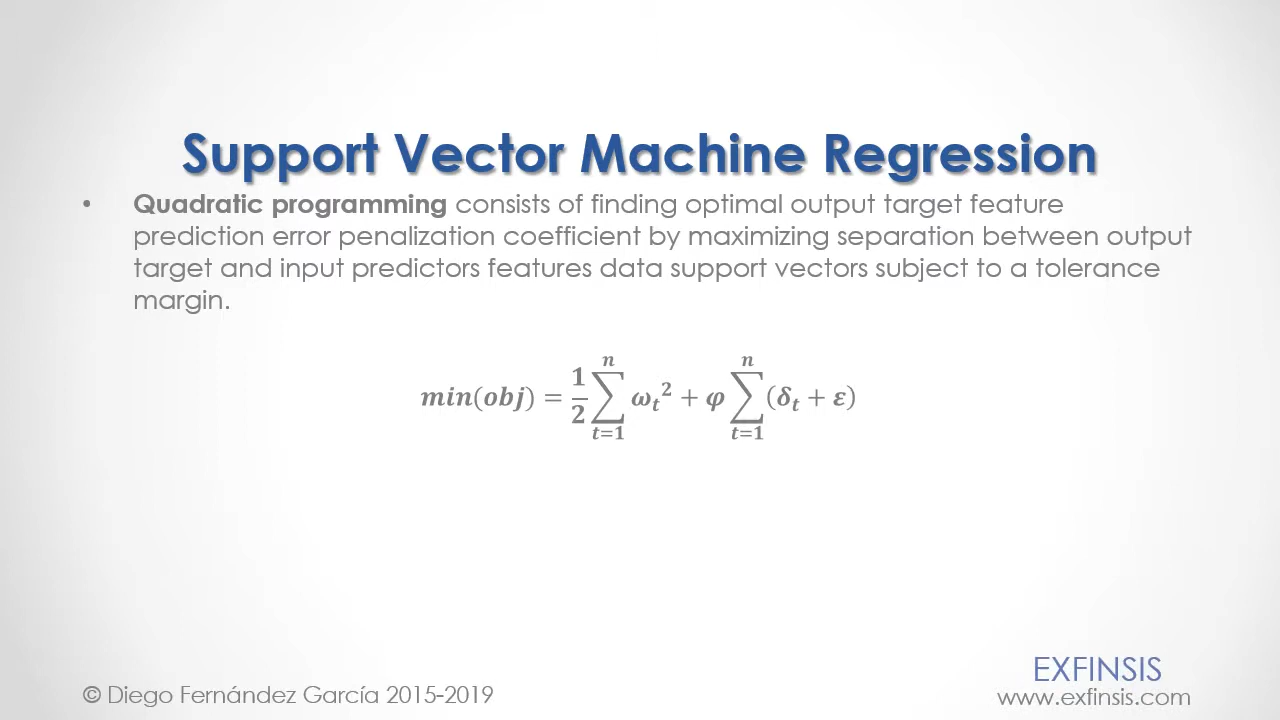 Support Vector Machine Regression
• Quadratic programming consists of finding optimal output target feature
prediction error penalization coefficient by maximizing separation between output
target and input predictors features data support vectors subject to a tolerance
margin.
min(obj) = 1/2 ∑_{t=1}^{n} ω_t² + φ ∑_{t=1}^{n} (δ_t + ε)
EXFINSIS
© Diego Fernández García 2015-2019
www.exfinsis.com